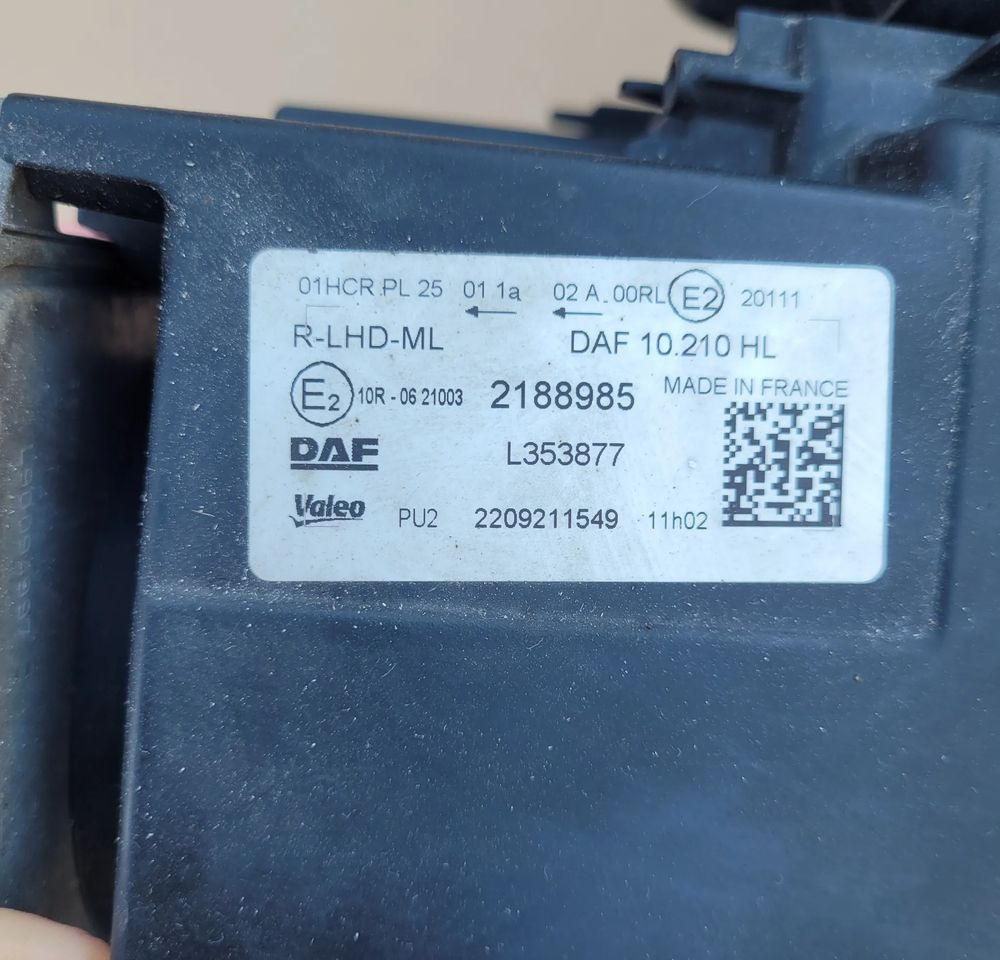 01HCR PL 25 01 1a 02 A 00RL E2 20111
R-LHD-ML DAF 10.210 HL
E2 10R - 06 21003 2188985 MADE IN FRANCE
DAF L353877
Valeo PU2 2209211549 11h02